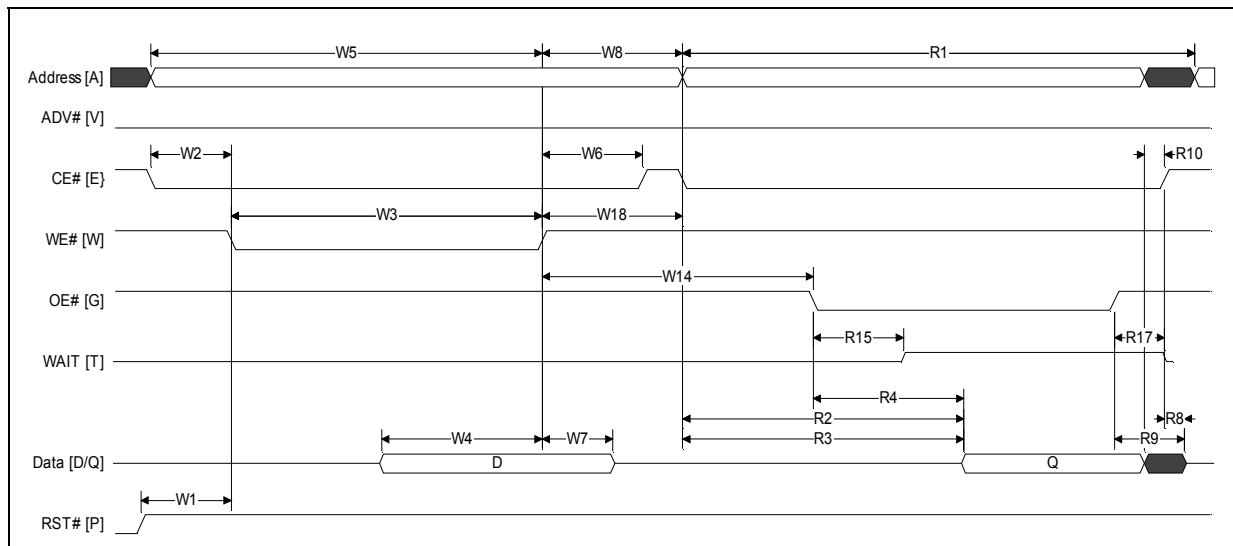 W5 W8 R1
Address [A]
ADV# [V]
W2 W6 R10
CE# [E}
W3 W18
WE# [W]
W14
OE# [G]
R15 R17
WAIT [T]
R4
R2 R8
W4 W7 R3 R9
Data [D/Q] D Q
W1
RST# [P]